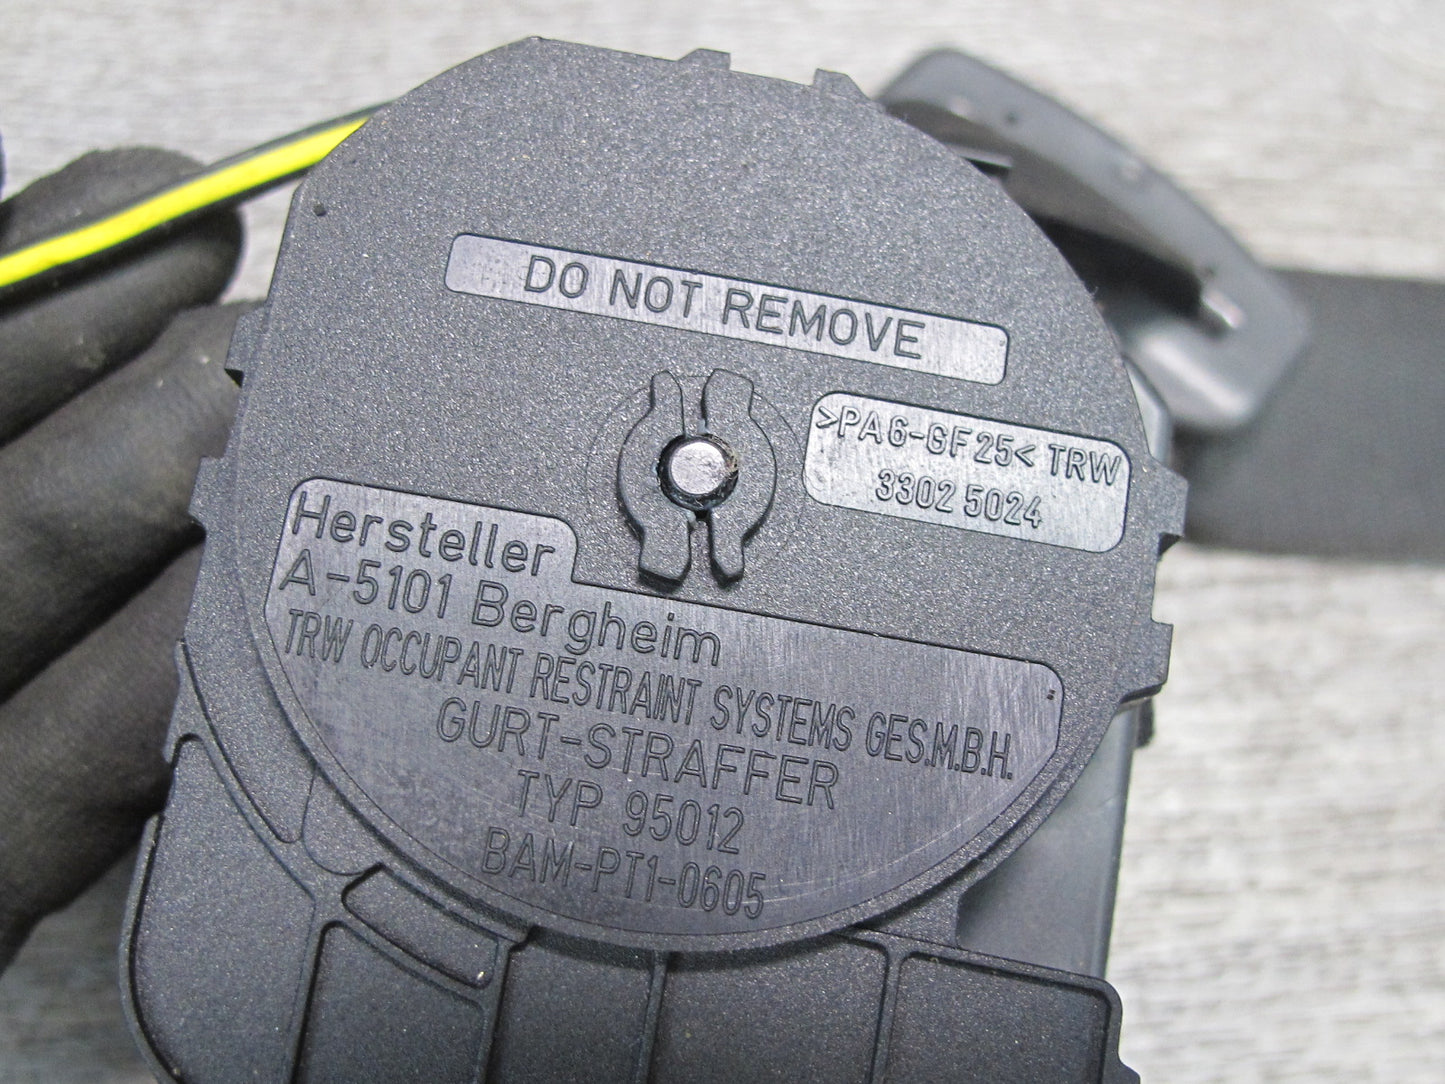 DO NOT REMOVE
>PA6-GF25< TRW
3302 5024
Hersteller
A-5101 Bergheim
TRW OCCUPANT RESTRAINT SYSTEMS GES.M.B.H.
GURT-STRAFFER
TYP 95012
BAM-PT1-0605